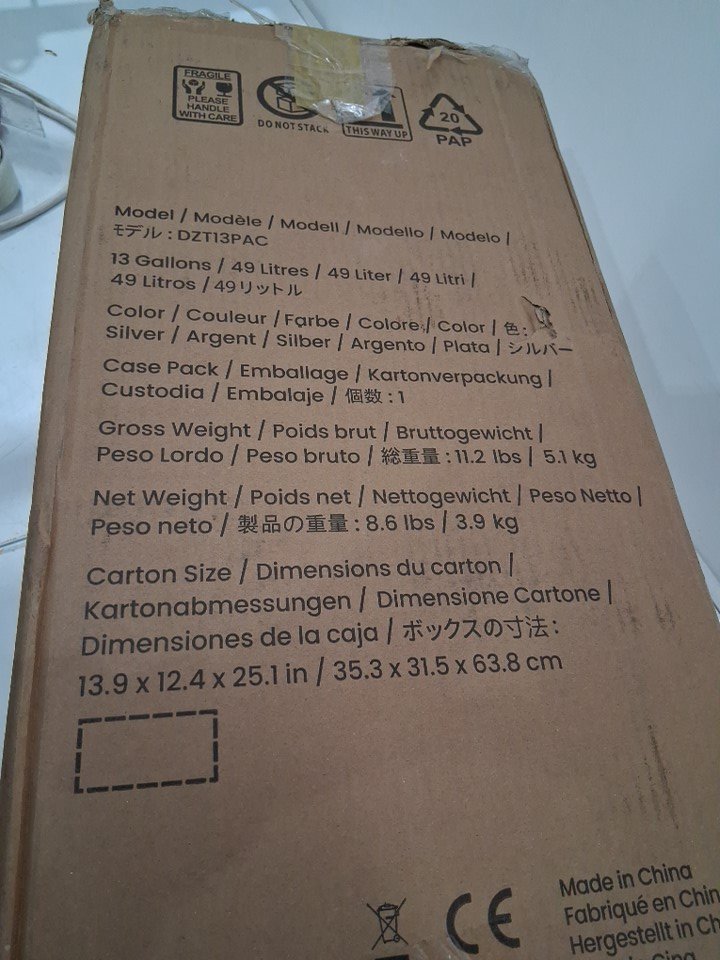 FRAGILE
PLEASE
HANDLE
WITH CARE
DO NOT STACK
THIS WAY UP
20
PAP
Model / Modèle / Modell / Modello / Modelo /
モデル : DZT13PAC
13 Gallons / 49 Litres / 49 Liter / 49 Litri /
49 Litros / 49リットル
Color / Couleur / Farbe / Colore / Color / 色 :
Silver / Argent / Silber / Argento / Plata / シルバー
Case Pack / Emballage / Kartonverpackung /
Custodia / Embalaje / 個数 : 1
Gross Weight / Poids brut / Bruttogewicht /
Peso Lordo / Peso bruto / 総重量 : 11.2 lbs / 5.1 kg
Net Weight / Poids net / Nettogewicht / Peso Netto /
Peso neto / 製品の重量 : 8.6 lbs / 3.9 kg
Carton Size / Dimensions du carton /
Kartonabmessungen / Dimensione Cartone /
Dimensiones de la caja / ボックスの寸法 :
13.9 x 12.4 x 25.1 in / 35.3 x 31.5 x 63.8 cm
CE
Made in China
Fabriqué en Chin
Hergestellt in Ch